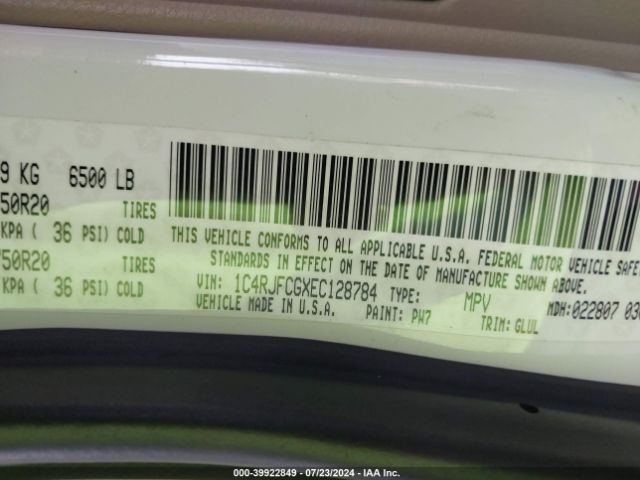 9 KG 6500 LB
50R20 TIRES
KPA ( 36 PSI) COLD
50R20 TIRES
KPA ( 36 PSI) COLD
THIS VEHICLE CONFORMS TO ALL APPLICABLE U.S.A. FEDERAL MOTOR VEHICLE SAFE
STANDARDS IN EFFECT ON THE DATE OF MANUFACTURE SHOWN ABOVE.
VIN: 1C4RJFCGXEC128784 TYPE: MPV MDH:022807 03
VEHICLE MADE IN U.S.A. PAINT: PW7 TRIM: GLUL
000-39922849 - 07/23/2024 - IAA Inc.